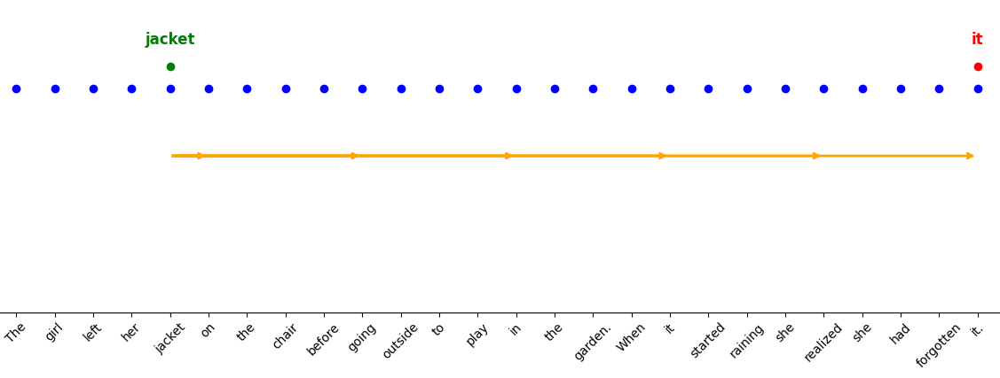 jacket it
The girl left her jacket on the chair before going outside to play in the garden. When it started raining she realized she had forgotten it.